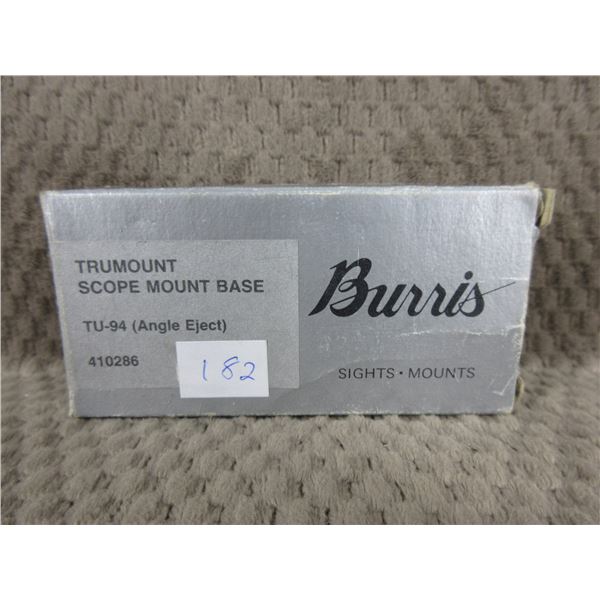 TRUMOUNT
SCOPE MOUNT BASE
TU-94 (Angle Eject)
410286
182
Burris
SIGHTS • MOUNTS